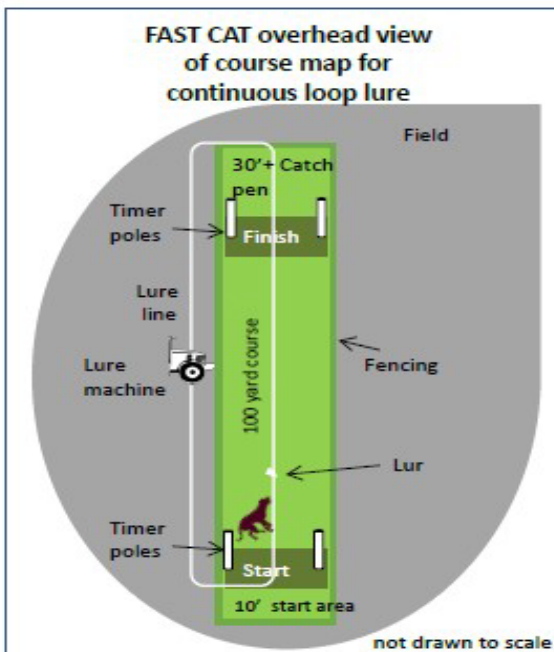 FAST CAT overhead view
of course map for
continuous loop lure
Field
30'+ Catch
pen
Timer
poles
Finish
Lure
line
100 yard course
Lure
machine
Fencing
Lur
Timer
poles
Start
10' start area
not drawn to scale